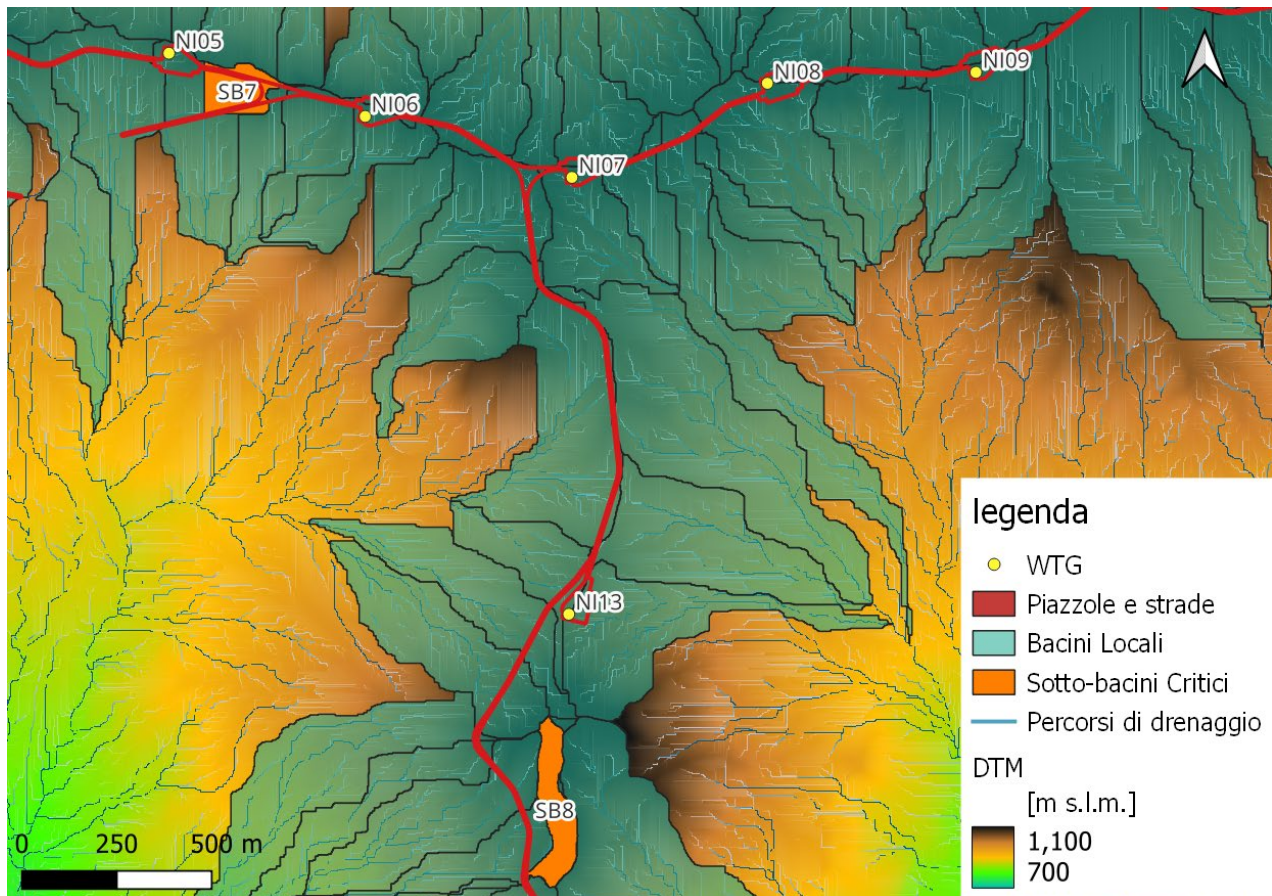 NI05
SB7
NI06
NI07
NI08
NI09
NI13
SB8
0 250 500 m
legenda
WTG
Piazzole e strade
Bacini Locali
Sotto-bacini Critici
Percorsi di drenaggio
DTM
[m s.l.m.]
1,100
700